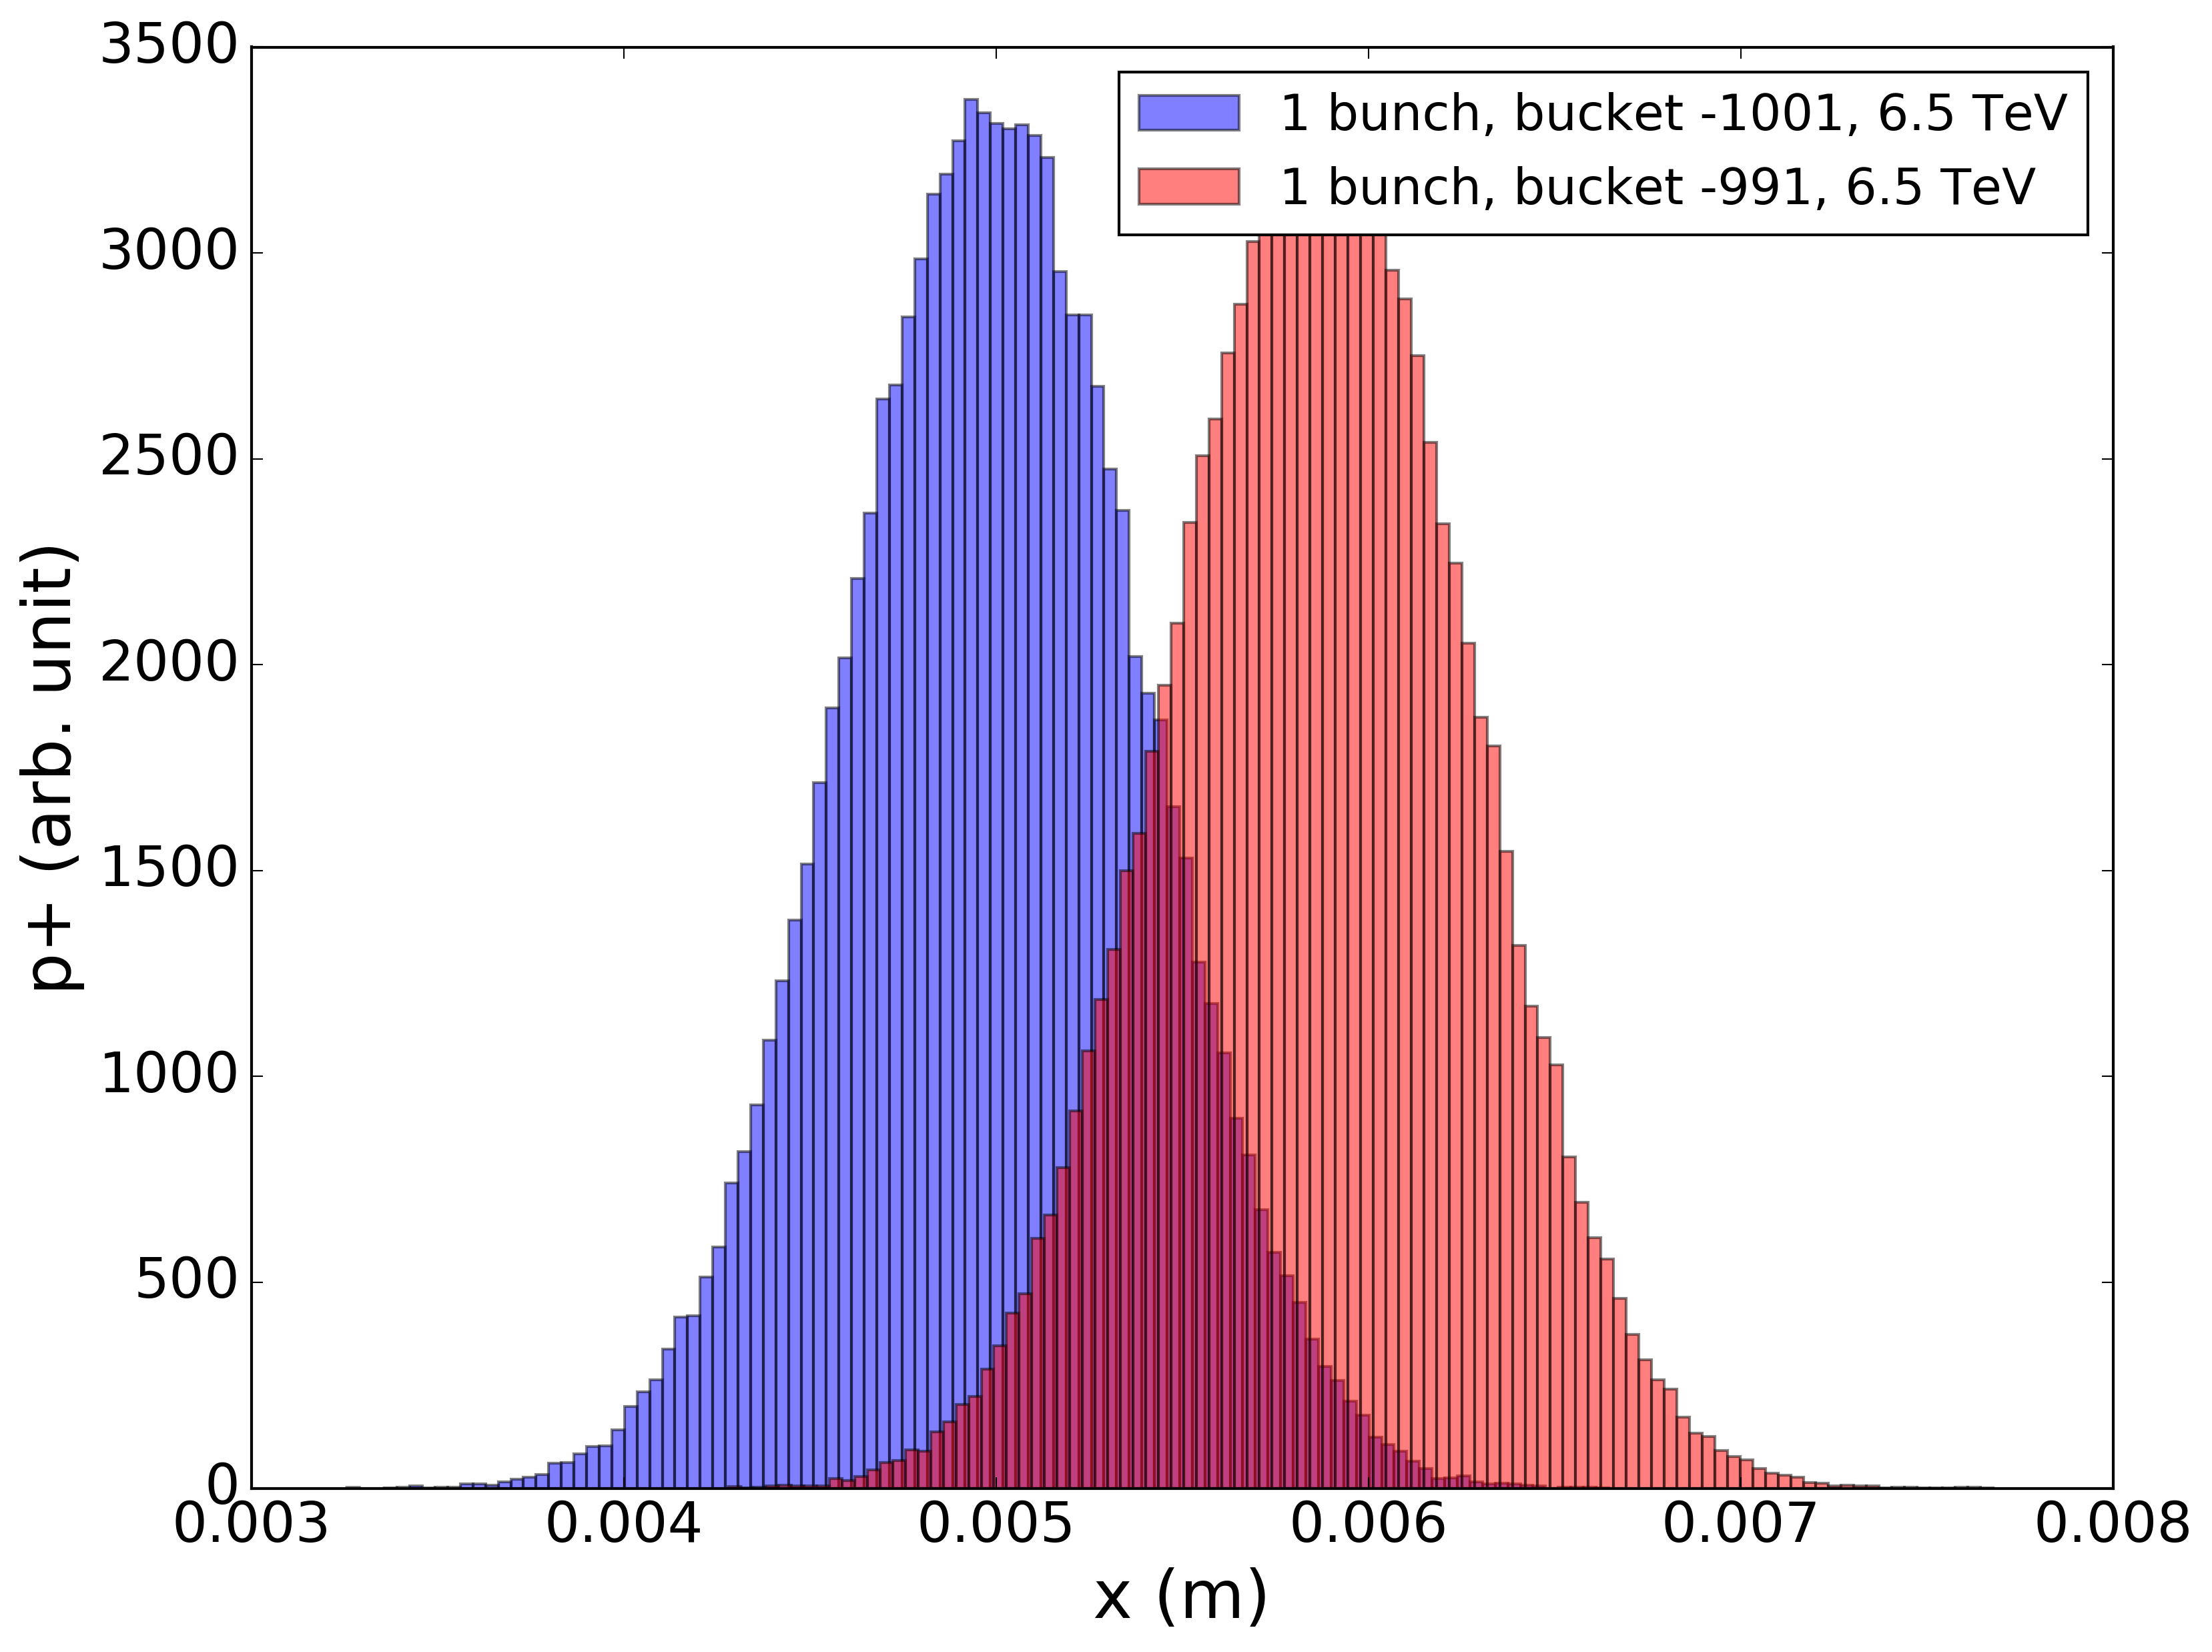 3500
3000
2500
2000
1500
1000
500
0
p+ (arb. unit)
1 bunch, bucket -1001, 6.5 TeV
1 bunch, bucket -991, 6.5 TeV
0.003 0.004 0.005 0.006 0.007 0.008
x (m)